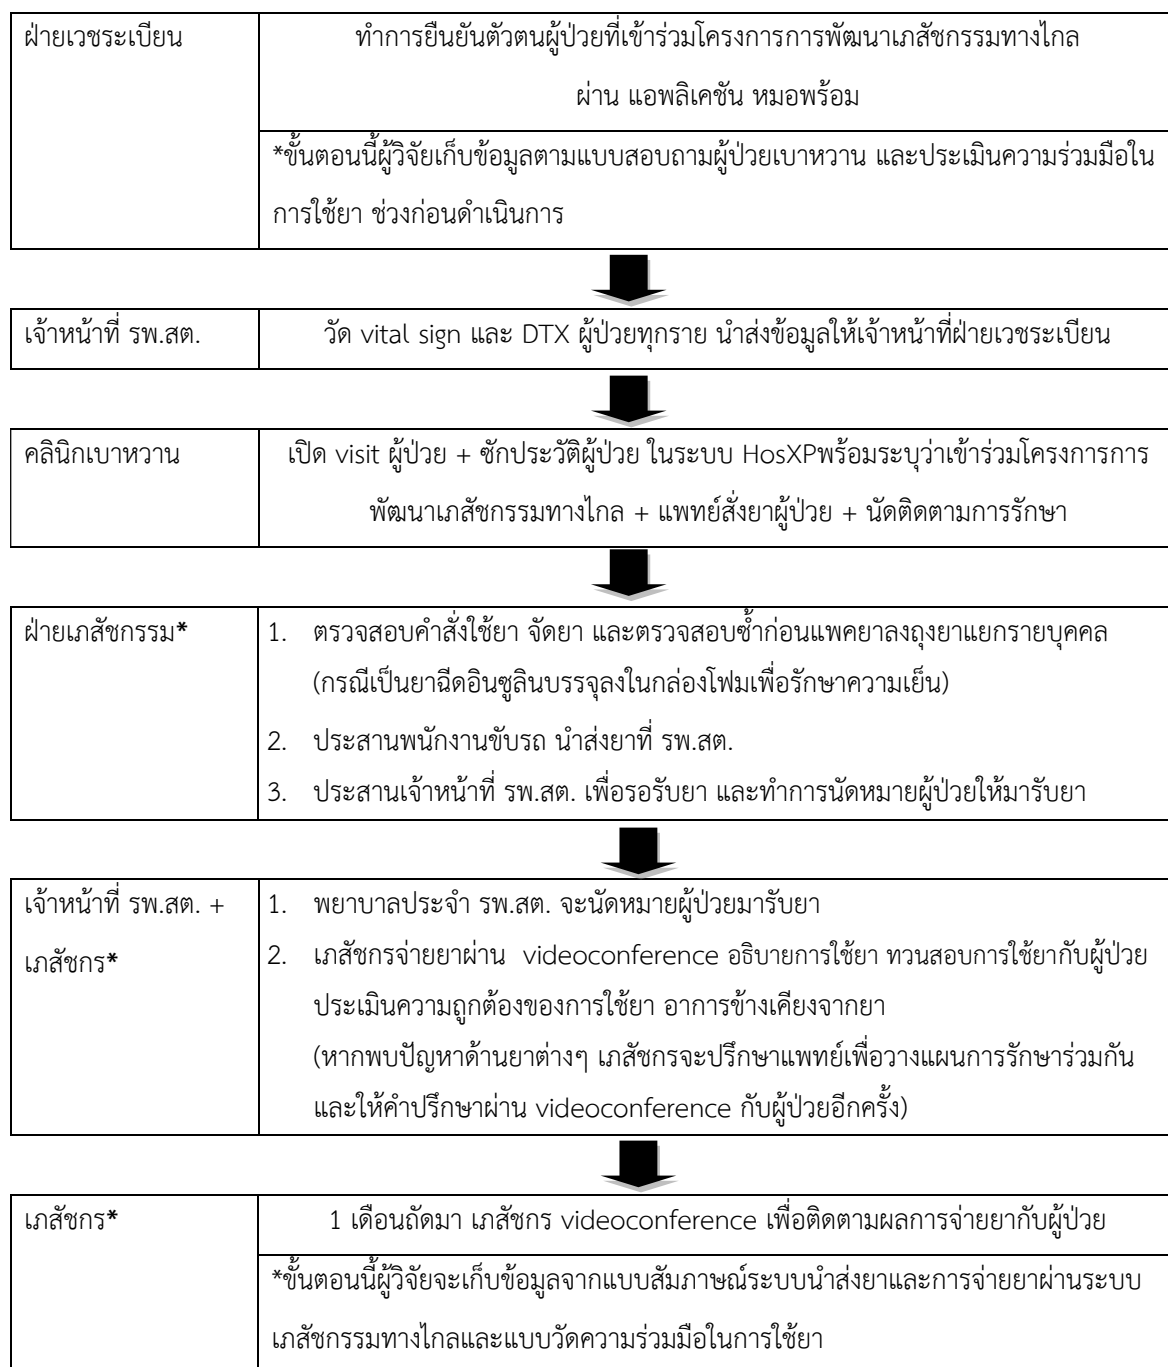 ฝ่ายเวชระเบียน
ทำการยืนยันตัวตนผู้ป่วยที่เข้าร่วมโครงการการพัฒนาเภสัชกรรมทางไกล
ผ่าน แอพลิเคชัน หมอพร้อม
*ขั้นตอนนี้ผู้วิจัยเก็บข้อมูลตามแบบสอบถามผู้ป่วยเบาหวาน และประเมินความร่วมมือใน
การใช้ยา ช่วงก่อนดำเนินการ
เจ้าหน้าที่ รพ.สต.
วัด vital sign และ DTX ผู้ป่วยทุกราย นำส่งข้อมูลให้เจ้าหน้าที่ฝ่ายเวชระเบียน
คลินิกเบาหวาน
เปิด visit ผู้ป่วย + ซักประวัติผู้ป่วย ในระบบ HosXPพร้อมระบุว่าเข้าร่วมโครงการการ
พัฒนาเภสัชกรรมทางไกล + แพทย์สั่งยาผู้ป่วย + นัดติดตามการรักษา
ฝ่ายเภสัชกรรม*
1. ตรวจสอบคำสั่งใช้ยา จัดยา และตรวจสอบซ้ำก่อนแพคยาลงถุงยาแยกรายบุคคล
(กรณีเป็นยาฉีดอินซูลินบรรจุลงในกล่องโฟมเพื่อรักษาความเย็น)
2. ประสานพนักงานขับรถ นำส่งยาที่ รพ.สต.
3. ประสานเจ้าหน้าที่ รพ.สต. เพื่อรอรับยา และทำการนัดหมายผู้ป่วยให้มารับยา
เจ้าหน้าที่ รพ.สต. +
เภสัชกร*
1. พยาบาลประจำ รพ.สต. จะนัดหมายผู้ป่วยมารับยา
2. เภสัชกรจ่ายยาผ่าน videoconference อธิบายการใช้ยา ทวนสอบการใช้ยากับผู้ป่วย
ประเมินความถูกต้องของการใช้ยา อาการข้างเคียงจากยา
(หากพบปัญหาด้านยาต่างๆ เภสัชกรจะปรึกษาแพทย์เพื่อวางแผนการรักษาร่วมกัน
และให้คำปรึกษาผ่าน videoconference กับผู้ป่วยอีกครั้ง)
เภสัชกร*
1 เดือนถัดมา เภสัชกร videoconference เพื่อติดตามผลการจ่ายยากับผู้ป่วย
*ขั้นตอนนี้ผู้วิจัยจะเก็บข้อมูลจากแบบสัมภาษณ์ระบบนำส่งยาและการจ่ายยาผ่านระบบ
เภสัชกรรมทางไกลและแบบวัดความร่วมมือในการใช้ยา